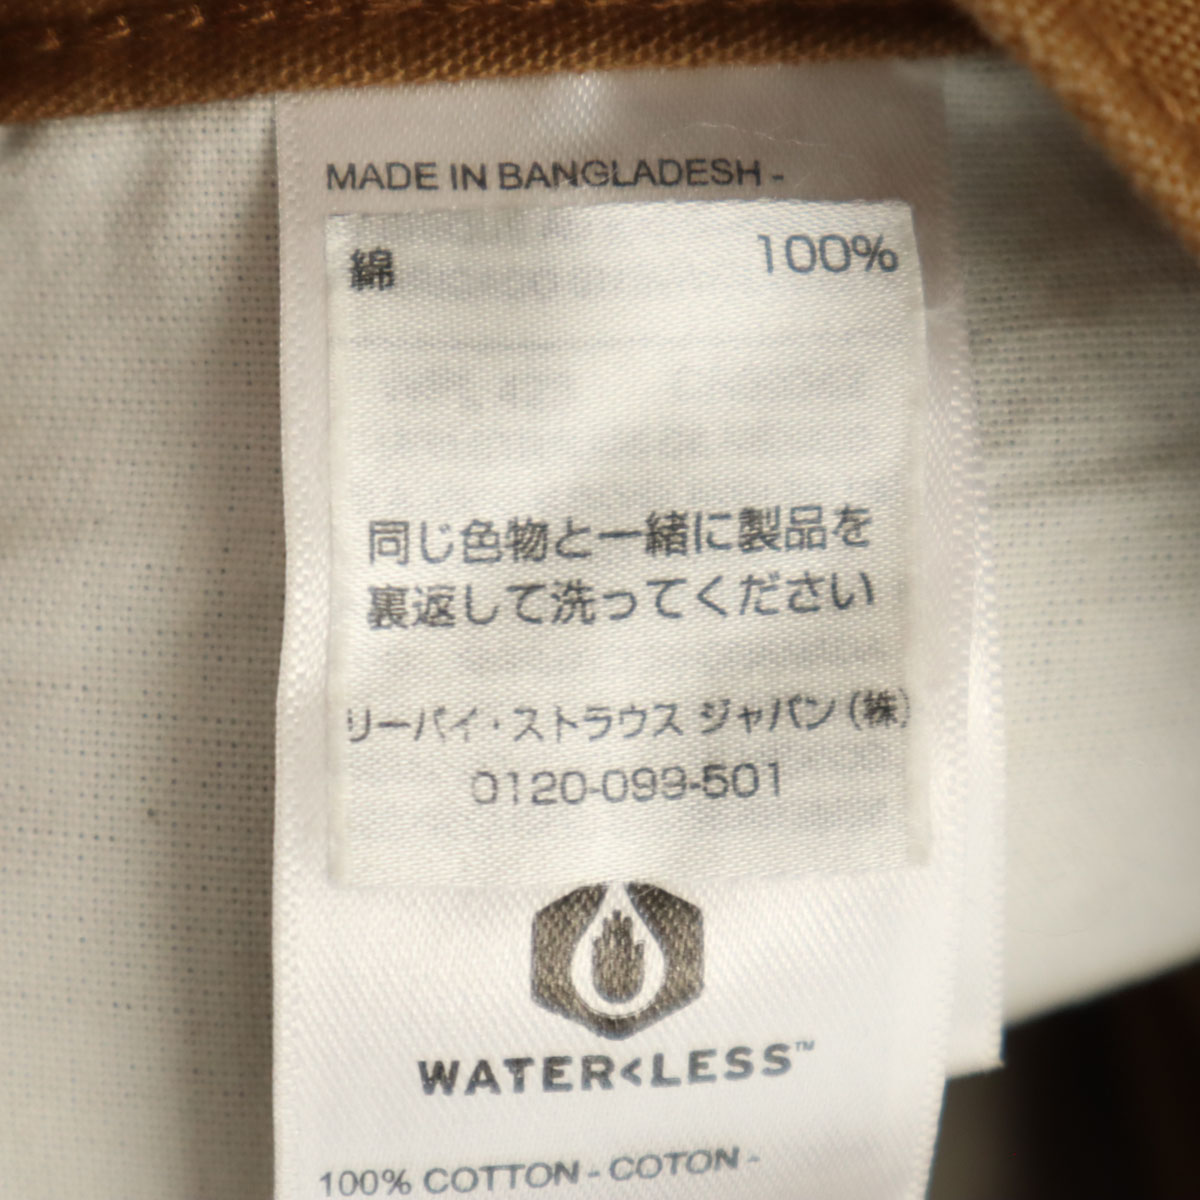 MADE IN BANGLADESH -
綿 100%
同じ色物と一緒に製品を
裏返して洗ってください
リーバイ・ストラウス ジャパン(株)
0120-099-501
WATER<LESS™
100% COTTON - COTON -